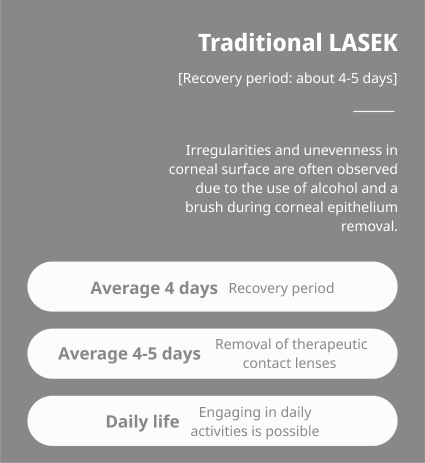 Traditional LASEK
[Recovery period: about 4-5 days]
Irregularities and unevenness in
corneal surface are often observed
due to the use of alcohol and a
brush during corneal epithelium
removal.
Average 4 days Recovery period
Average 4-5 days Removal of therapeutic
contact lenses
Daily life Engaging in daily
activities is possible